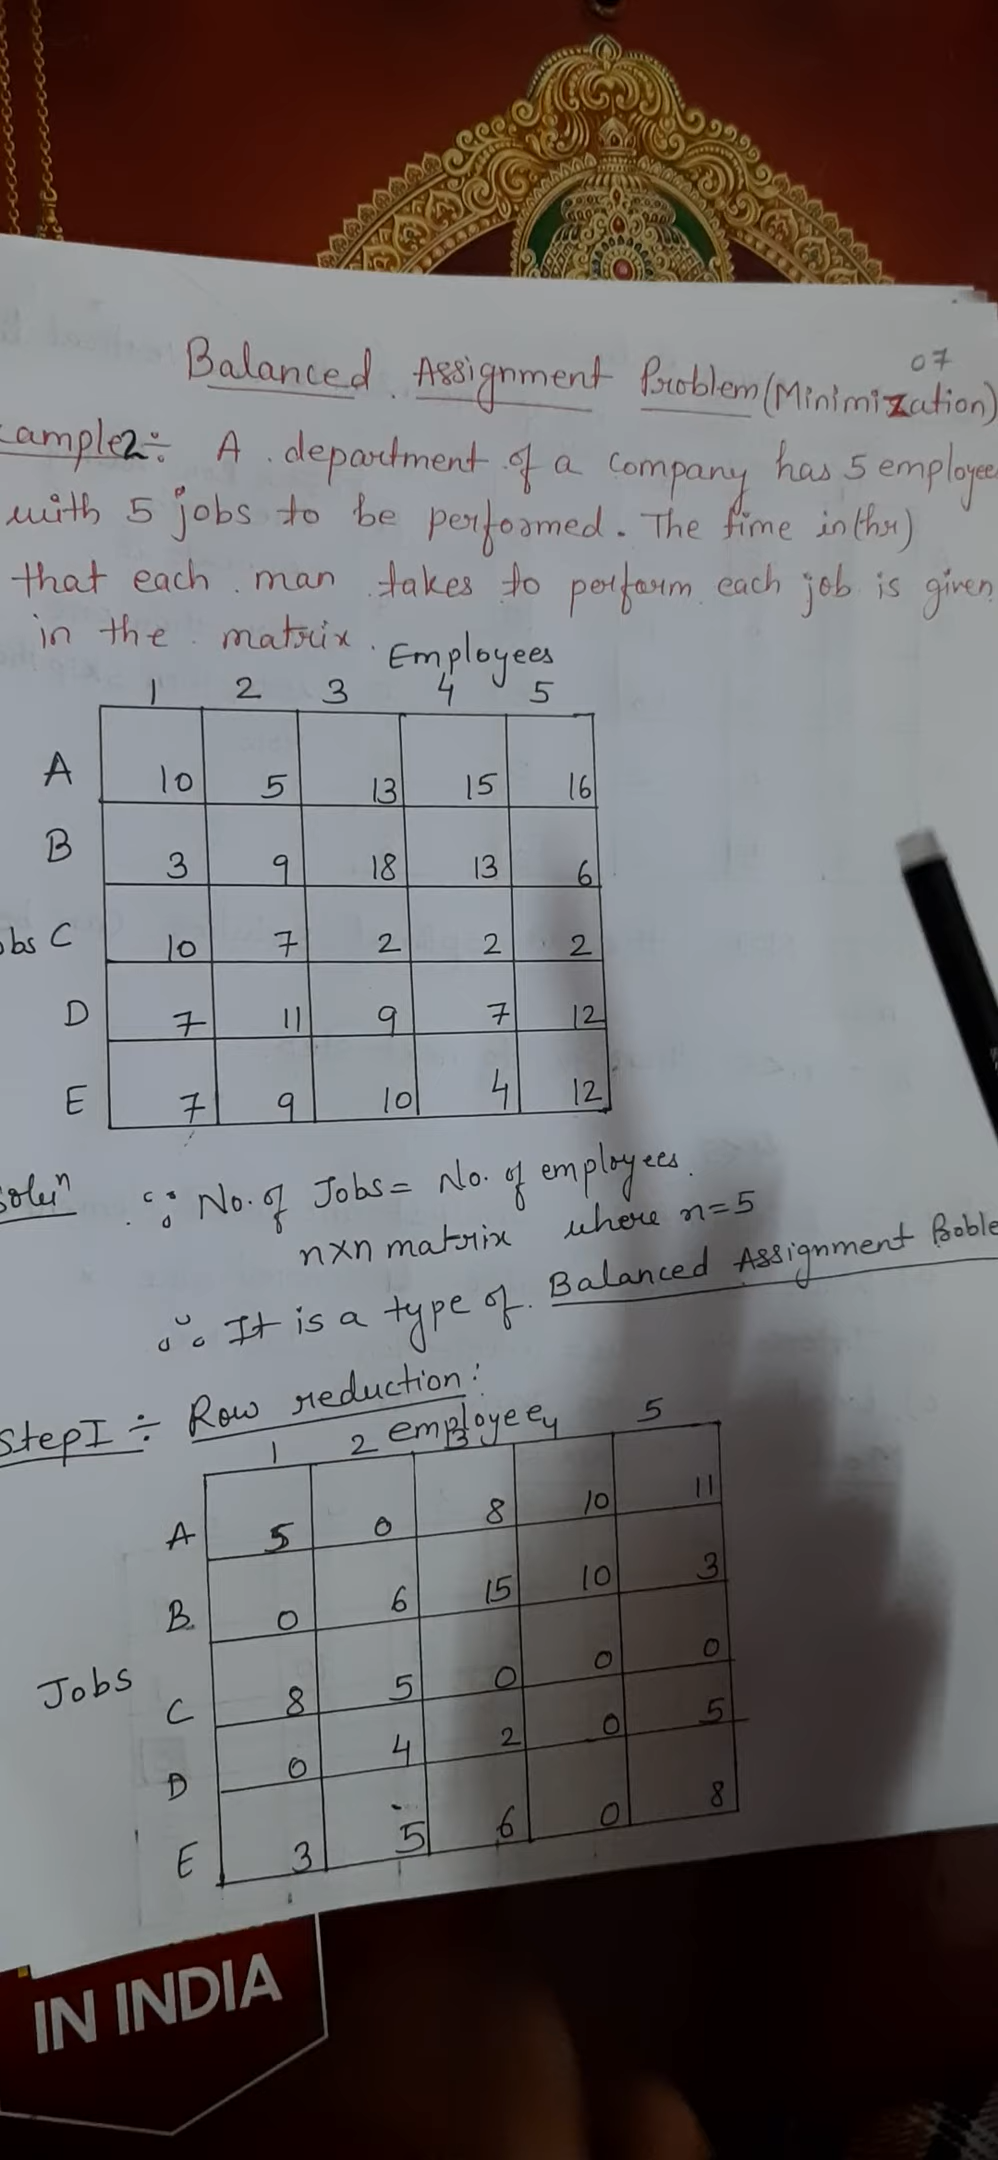 07
Balanced Assignment Problem (Minimization)
ample2÷ A department of a company has 5 employee
with 5 jobs to be performed. The time in (hr)
that each man takes to perform each job is given
in the matrix.
Employees
1 2 3 4 5
A 10 5 13 15 16
B 3 9 18 13 6
obs C 10 7 2 2 2
D 7 11 9 7 12
E 7 9 10 4 12
Soluⁿ ∵ No. of Jobs = No. of employees.
n×n matrix where n=5
∴ It is a type of Balanced Assignment Proble
Step I ÷ Row reduction:
employee
1 2 3 4 5
A 5 0 8 10 11
B 0 6 15 10 3
Jobs C 8 5 0 0 0
D 0 4 2 0 5
E 3 5 6 0 8
IN INDIA